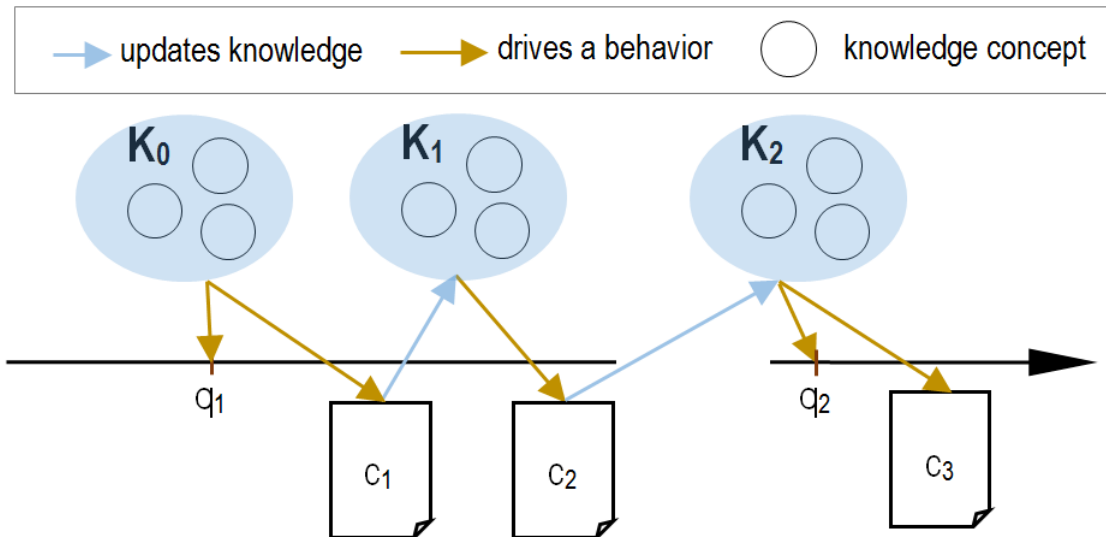 updates knowledge drives a behavior knowledge concept
K0 K1 K2
q1 q2
c1 c2 c3